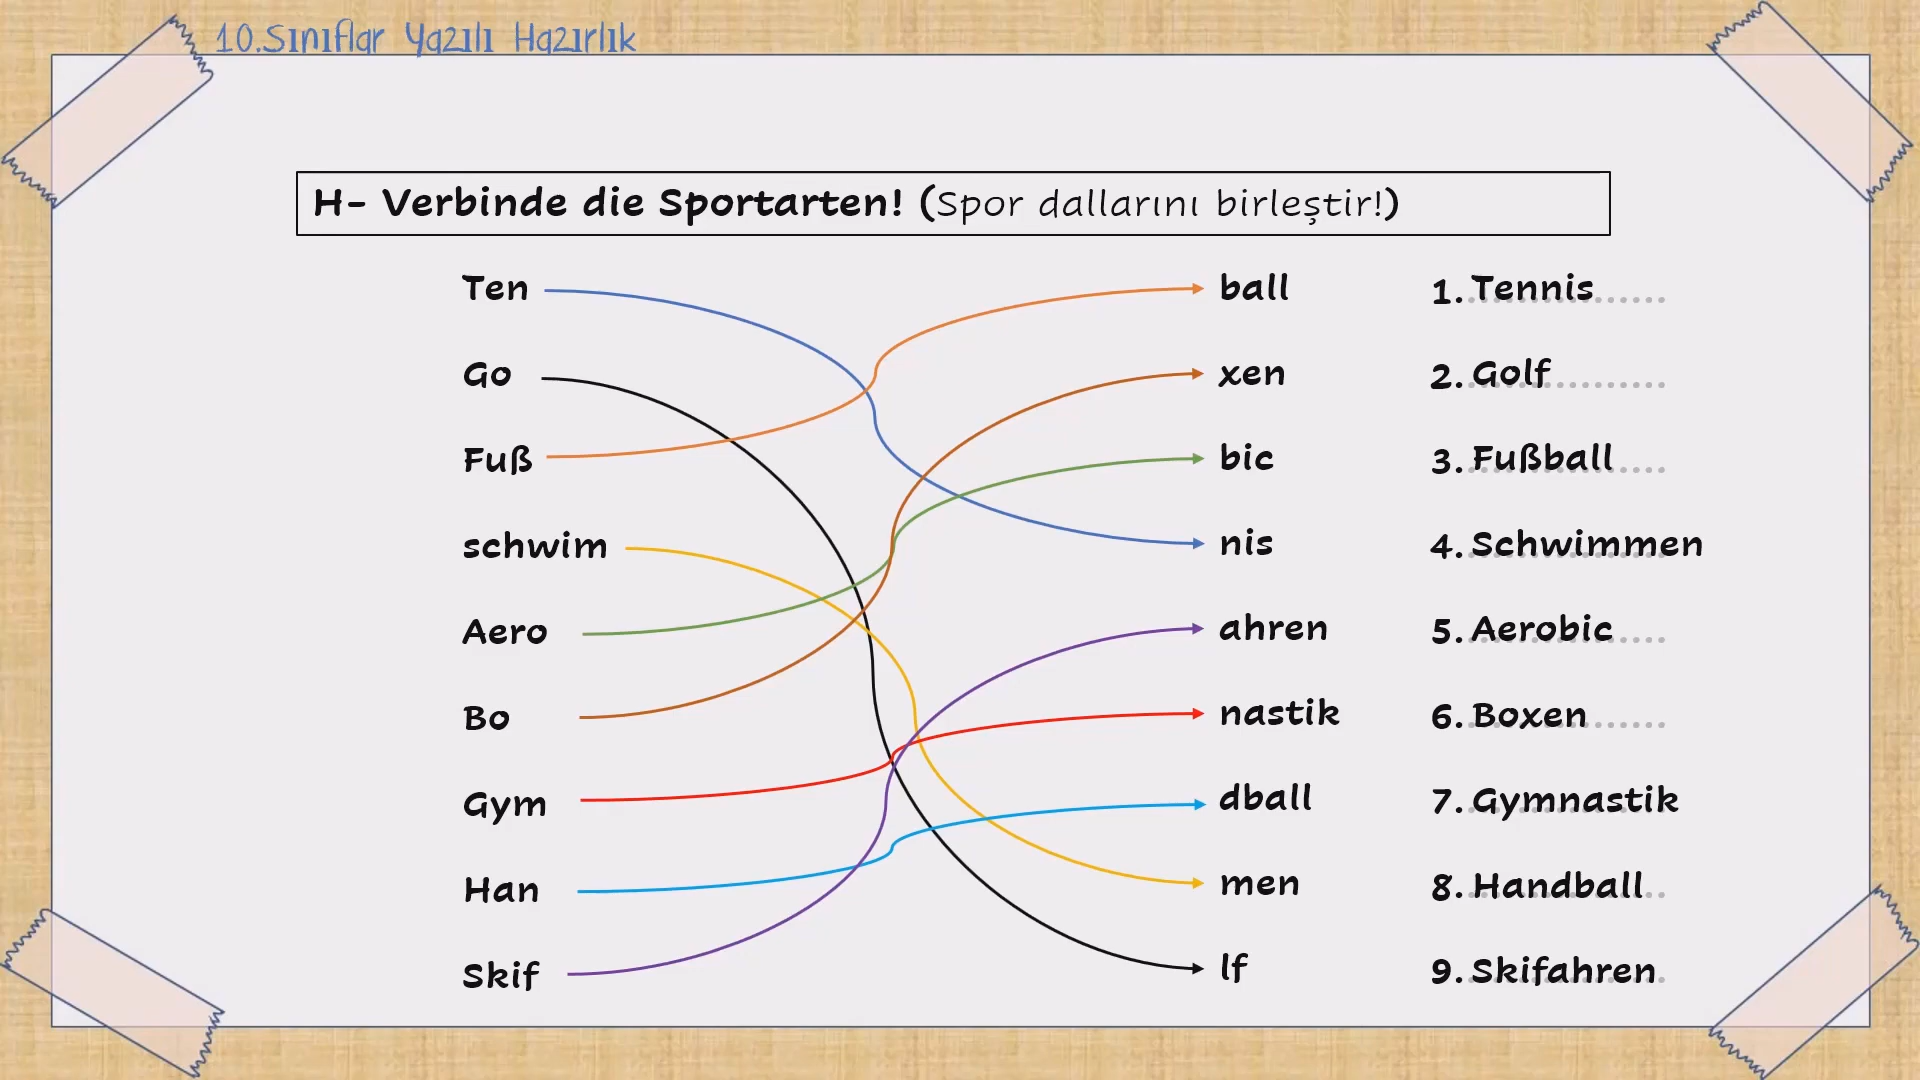 10.Sınıflar Yazılı Hazırlık
H- Verbinde die Sportarten! (Spor dallarını birleştir!)
Ten ball 1. Tennis
Go xen 2. Golf
Fuß bic 3. Fußball
schwim nis 4. Schwimmen
Aero ahren 5. Aerobic
Bo nastik 6. Boxen
Gym dball 7. Gymnastik
Han men 8. Handball
Skif lf 9. Skifahren